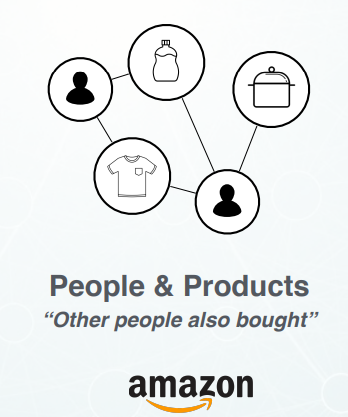 People & Products
“Other people also bought”
amazon